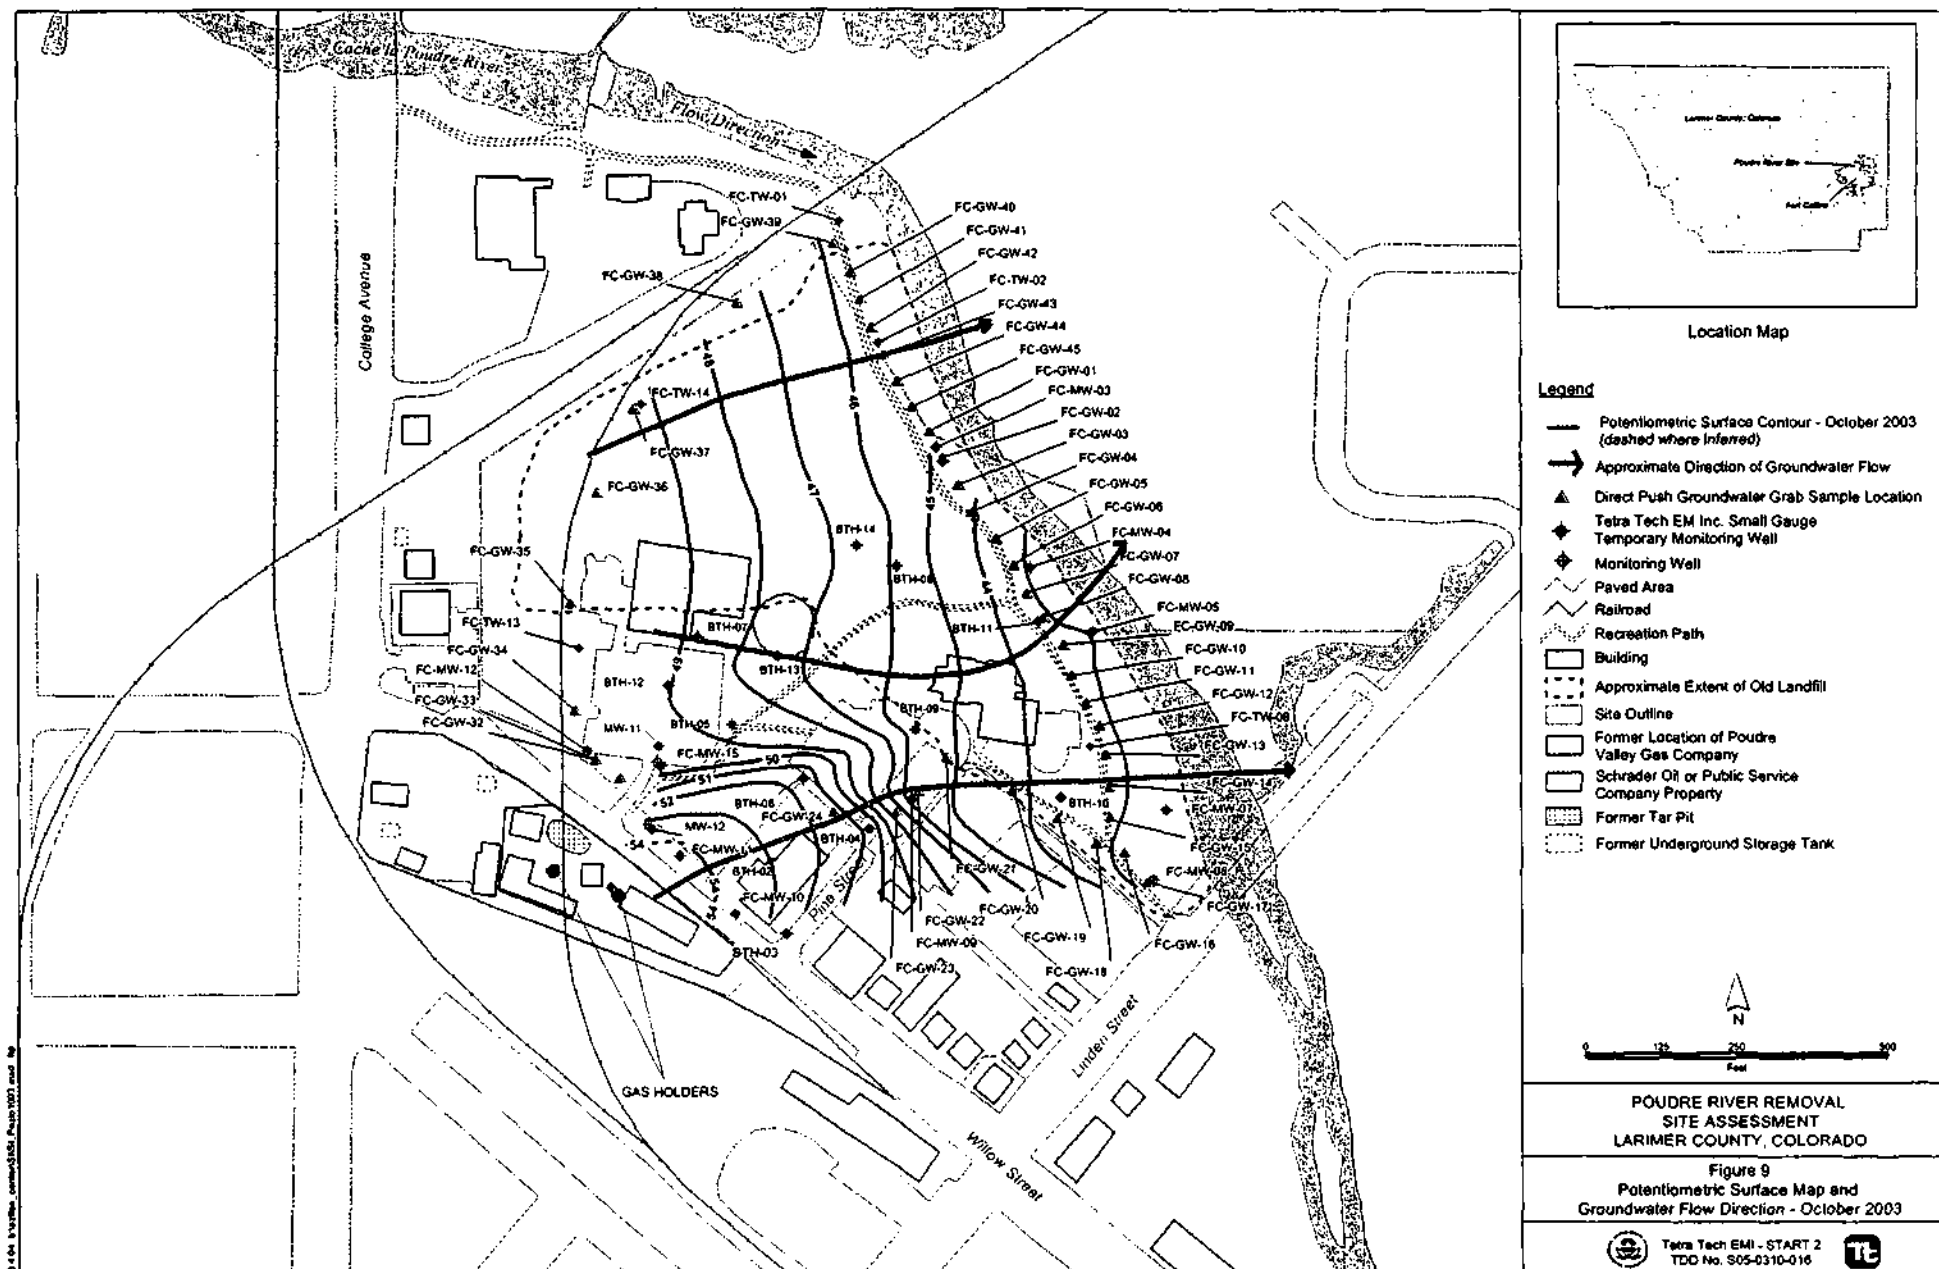 Cache la Poudre River
Flow Direction
College Avenue
FC-TW-01
FC-GW-39
FC-GW-38
FC-GW-40
FC-GW-41
FC-GW-42
FC-TW-02
FC-GW-43
FC-GW-44
FC-GW-45
FC-GW-01
FC-MW-03
FC-GW-02
FC-GW-03
FC-GW-04
FC-GW-05
FC-GW-06
FC-MW-04
FC-GW-07
FC-GW-08
FC-MW-05
FC-GW-09
FC-GW-10
FC-GW-11
FC-GW-12
FC-TW-08
FC-GW-13
FC-GW-14
FC-MW-07
FC-GW-15
FC-MW-08
FC-GW-17
FC-GW-16
FC-GW-18
FC-GW-19
FC-GW-20
FC-GW-21
FC-GW-22
FC-MW-09
FC-GW-23
FC-TW-14
FC-GW-37
FC-GW-36
FC-GW-35
FC-TW-13
FC-GW-34
FC-MW-12
FC-GW-33
FC-GW-32
MW-11
FC-MW-15
BTH-14
BTH-08
BTH-07
BTH-13
BTH-11
BTH-12
BTH-05
BTH-09
BTH-10
BTH-06
FC-GW-24
BTH-04
MW-12
FC-MW-11
BTH-02
FC-MW-10
BTH-03
48
46
47
45
44
49
50
51
52
54
54
Pine Street
Linden Street
Willow Street
GAS HOLDERS
Larimer County, Colorado
Poudre River Site
Fort Collins
Location Map
Legend
Potentiometric Surface Contour - October 2003
(dashed where inferred)
Approximate Direction of Groundwater Flow
Direct Push Groundwater Grab Sample Location
Tetra Tech EM Inc. Small Gauge
Temporary Monitoring Well
Monitoring Well
Paved Area
Railroad
Recreation Path
Building
Approximate Extent of Old Landfill
Site Outline
Former Location of Poudre
Valley Gas Company
Schrader Oil or Public Service
Company Property
Former Tar Pit
Former Underground Storage Tank
N
0 125 250 500
Feet
POUDRE RIVER REMOVAL
SITE ASSESSMENT
LARIMER COUNTY, COLORADO
Figure 9
Potentiometric Surface Map and
Groundwater Flow Direction - October 2003
Tetra Tech EMI - START 2
TDD No. S05-0310-016
Tt